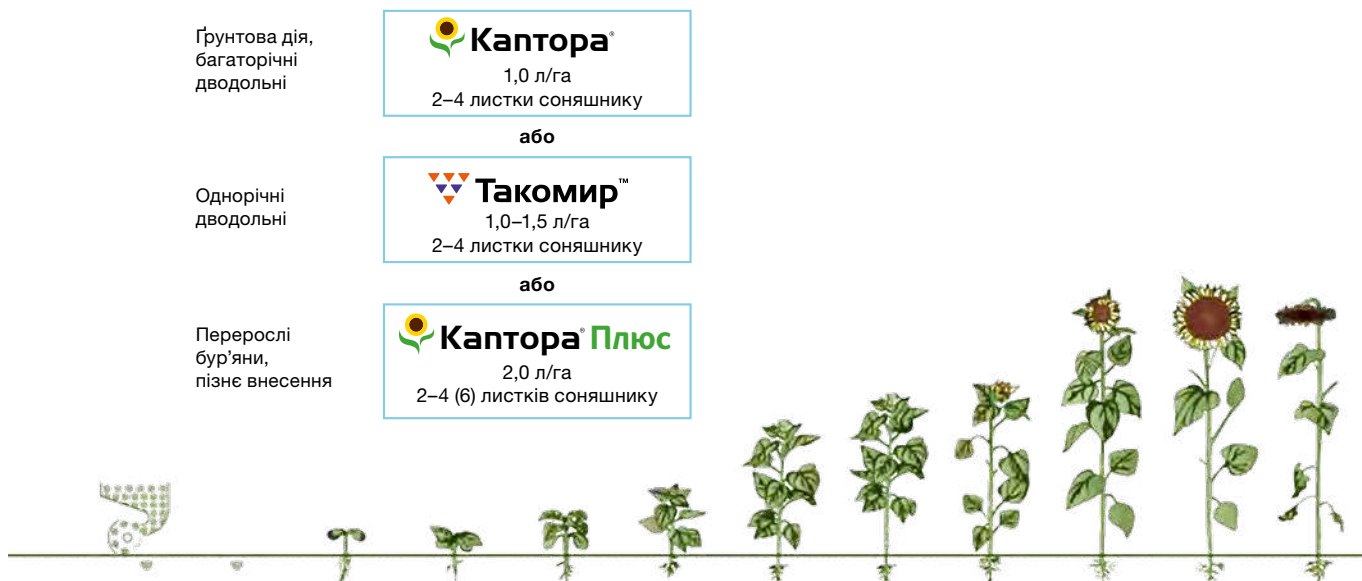 Ґрунтова дія,
багаторічні
дводольні
Каптора®
1,0 л/га
2–4 листки соняшнику
або
Однорічні
дводольні
Такомир™
1,0–1,5 л/га
2–4 листки соняшнику
або
Перерослі
бур’яни,
пізнє внесення
Каптора® Плюс
2,0 л/га
2–4 (6) листків соняшнику